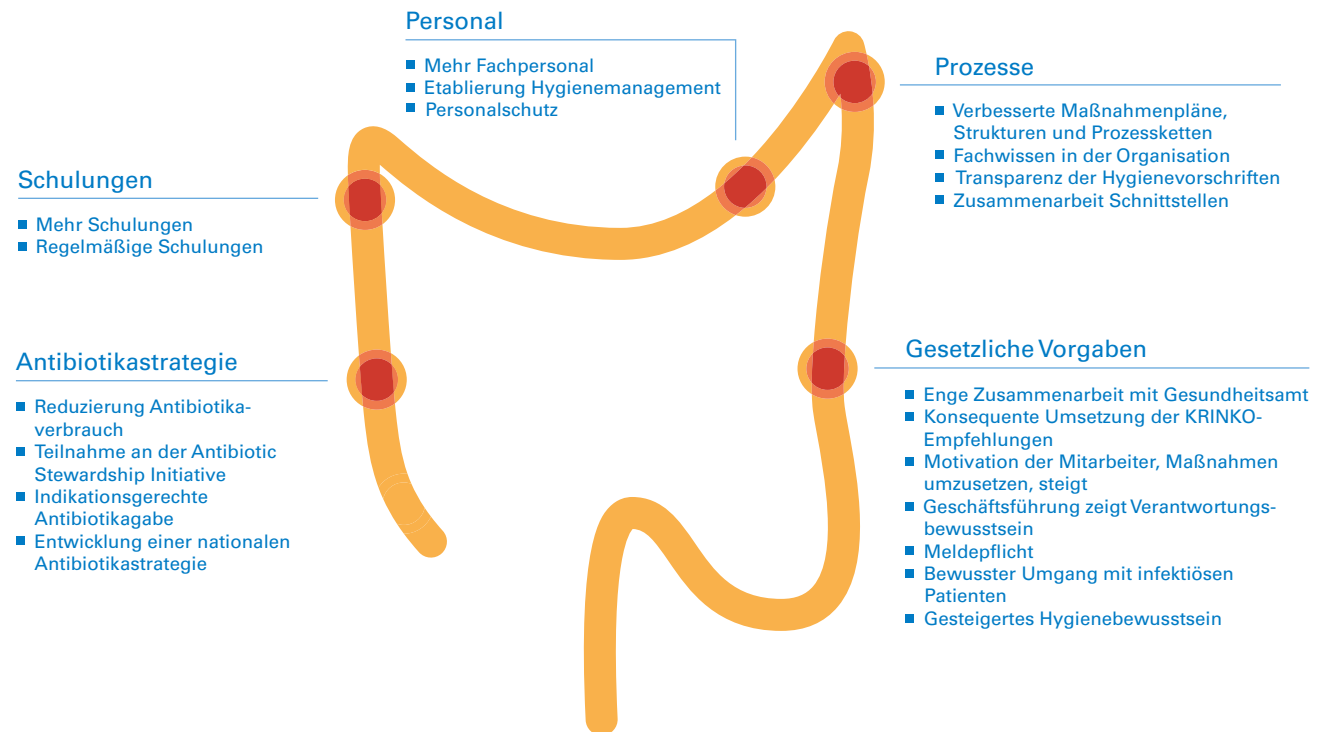 Personal
Mehr Fachpersonal
Etablierung Hygienemanagement
Personalschutz
Prozesse
Verbesserte Maßnahmenpläne,
Strukturen und Prozessketten
Fachwissen in der Organisation
Transparenz der Hygienevorschriften
Zusammenarbeit Schnittstellen
Schulungen
Mehr Schulungen
Regelmäßige Schulungen
Antibiotikastrategie
Reduzierung Antibiotika-
verbrauch
Teilnahme an der Antibiotic
Stewardship Initiative
Indikationsgerechte
Antibiotikagabe
Entwicklung einer nationalen
Antibiotikastrategie
Gesetzliche Vorgaben
Enge Zusammenarbeit mit Gesundheitsamt
Konsequente Umsetzung der KRINKO-
Empfehlungen
Motivation der Mitarbeiter, Maßnahmen
umzusetzen, steigt
Geschäftsführung zeigt Verantwortungs-
bewusstsein
Meldepflicht
Bewusster Umgang mit infektiösen
Patienten
Gesteigertes Hygienebewusstsein